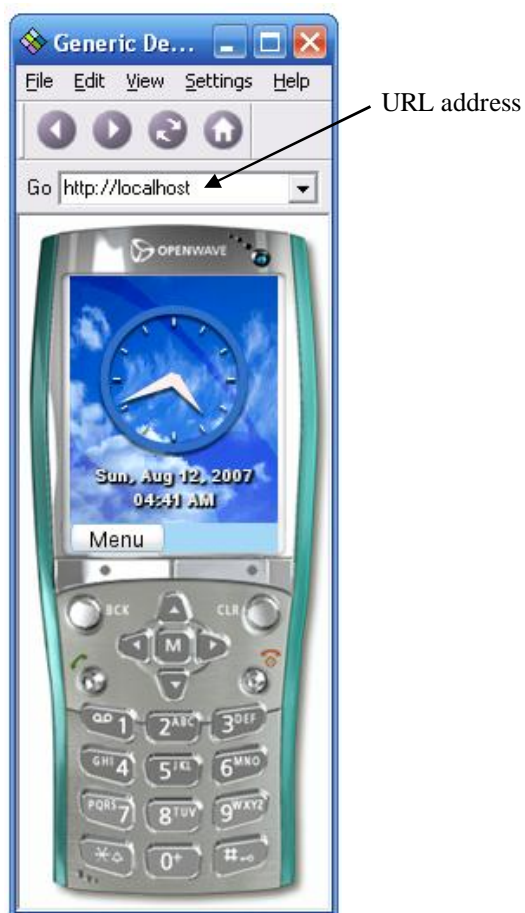 Generic De...
File Edit View Settings Help
URL address
Go http://localhost
OPENWAVE
Sun, Aug 12, 2007
04:41 AM
Menu
BCK CLR
M
1 2ABC 3DEF
GHI4 5JKL 6MNO
PQRS7 8TUV 9WXYZ
* 0+ #